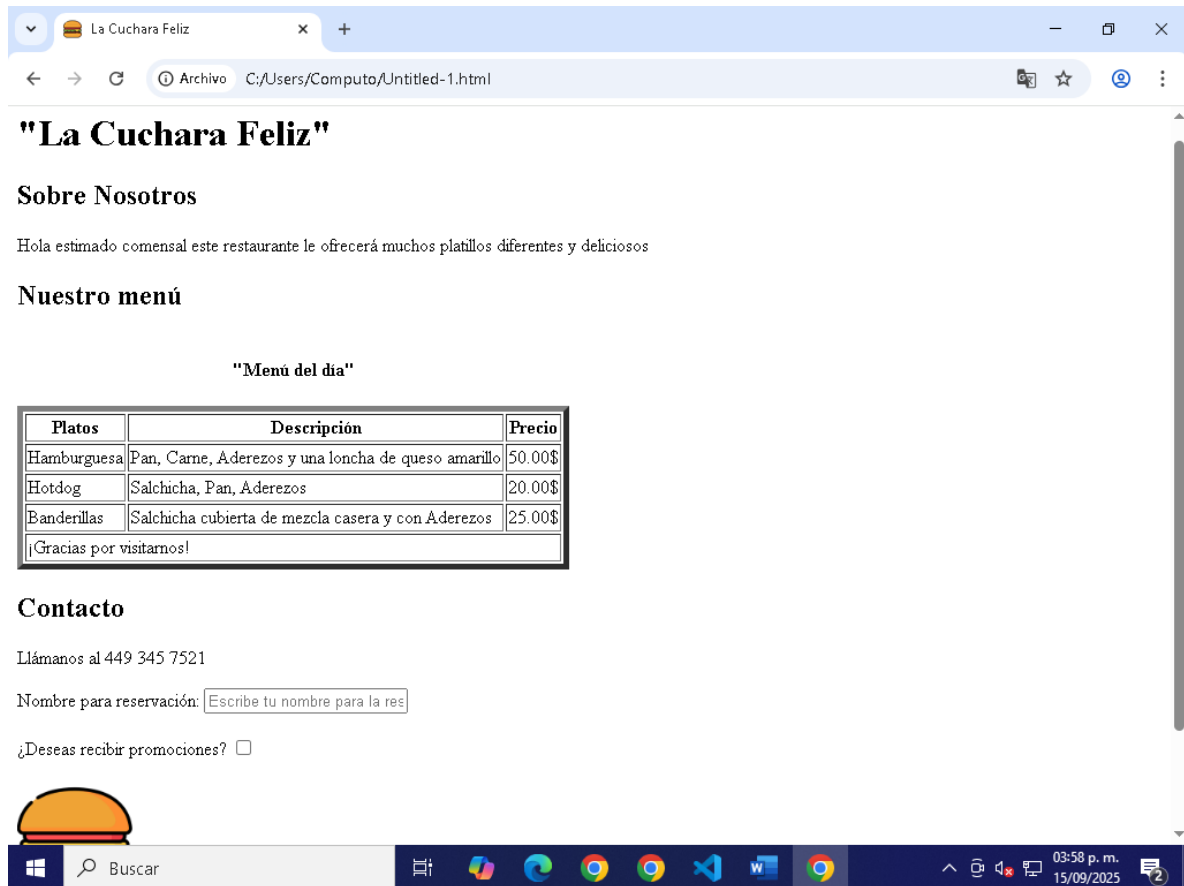 La Cuchara Feliz
Archivo C:/Users/Computo/Untitled-1.html
"La Cuchara Feliz"
Sobre Nosotros
Hola estimado comensal este restaurante le ofrecerá muchos platillos diferentes y deliciosos
Nuestro menú
"Menú del día"
Platos Descripción Precio
Hamburguesa Pan, Carne, Aderezos y una loncha de queso amarillo 50.00$
Hotdog Salchicha, Pan, Aderezos 20.00$
Banderillas Salchicha cubierta de mezcla casera y con Aderezos 25.00$
¡Gracias por visitarnos!
Contacto
Llámanos al 449 345 7521
Nombre para reservación: Escribe tu nombre para la res
¿Deseas recibir promociones?
Buscar
03:58 p. m.
15/09/2025
2